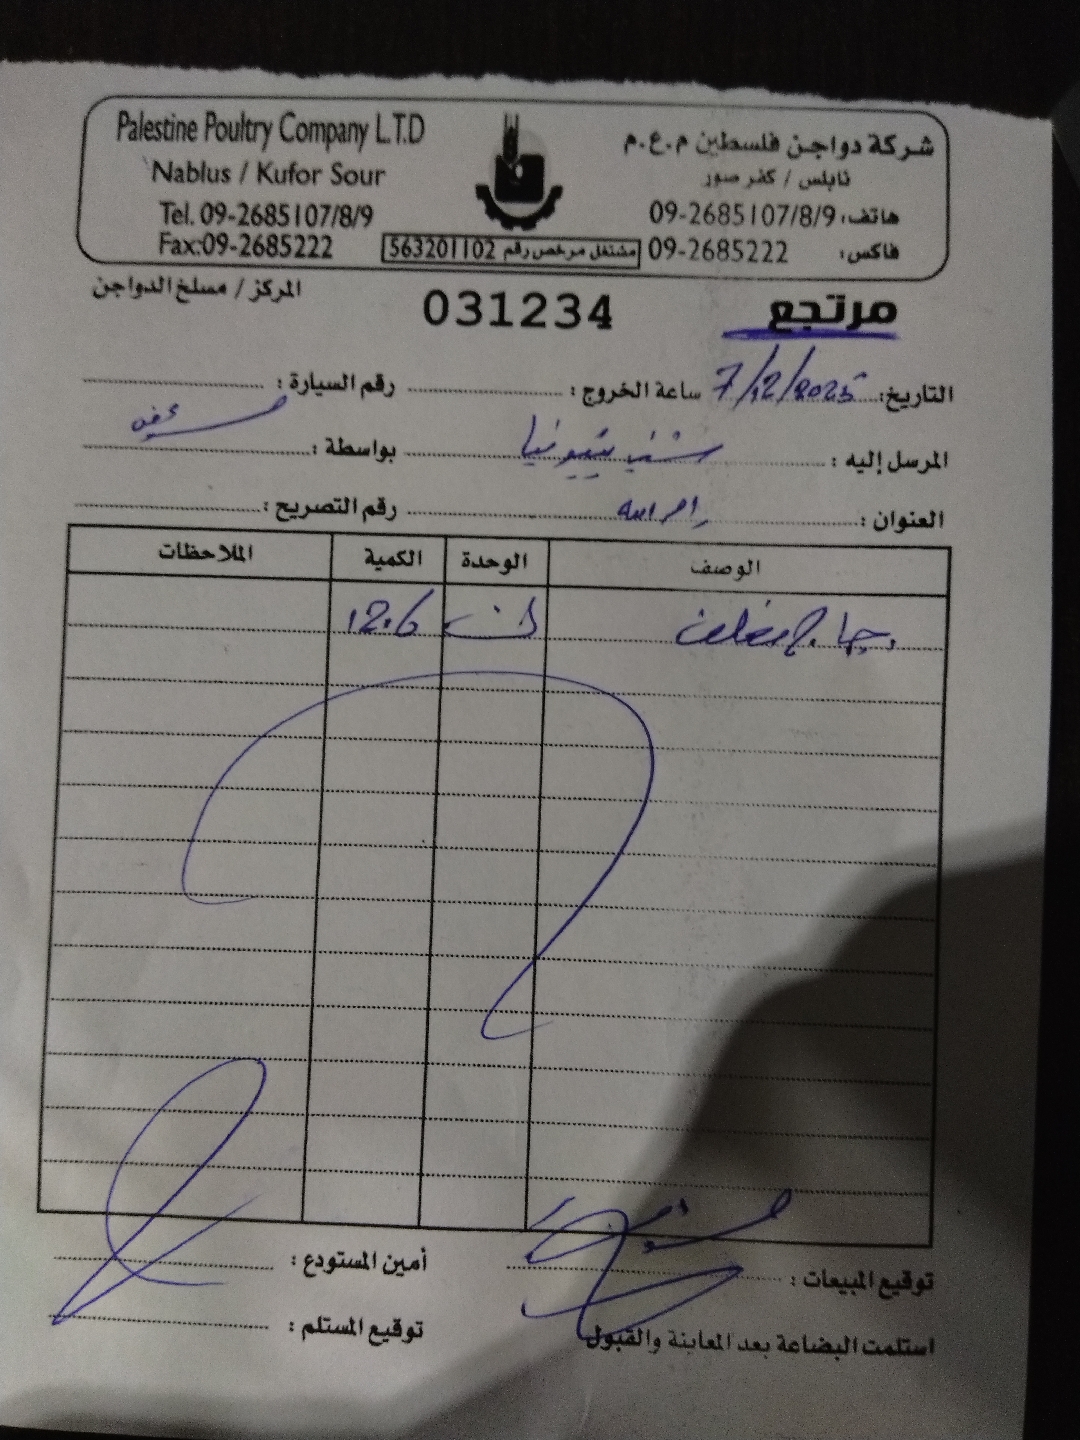 Palestine Poultry Company L.T.D
Nablus / Kufor Sour
Tel. 09-2685107/8/9
Fax:09-2685222
شركة دواجن فلسطين م.ع.م
نابلس / كفر صور
هاتف: 09-2685107/8/9
فاكس: 09-2685222
مشتغل مرخص رقم 563201102
مرتجع
031234
المركز / مسلخ الدواجن
التاريخ: 7/12/2025 ساعة الخروج: رقم السيارة:
المرسل إليه: بواسطة:
العنوان: رام الله رقم التصريح:
الوصف الوحدة الكمية الملاحظات
12.6
توقيع المبيعات: أمين المستودع:
استلمت البضاعة بعد المعاينة والقبول توقيع المستلم: